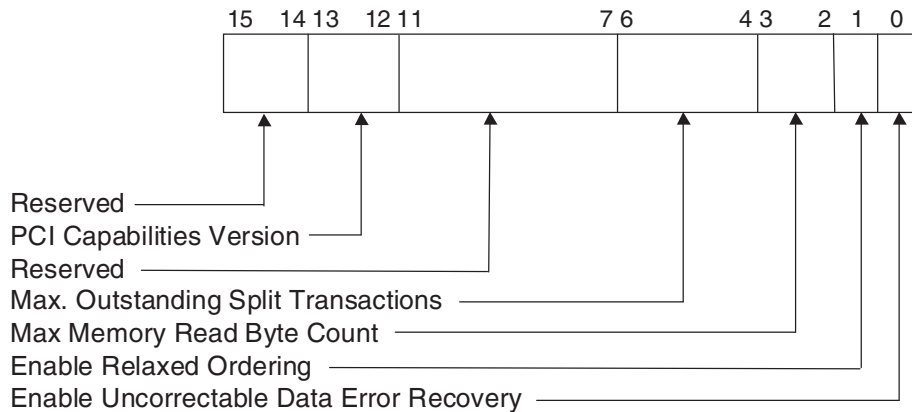 15 14 13 12 11 7 6 4 3 2 1 0
Reserved
PCI Capabilities Version
Reserved
Max. Outstanding Split Transactions
Max Memory Read Byte Count
Enable Relaxed Ordering
Enable Uncorrectable Data Error Recovery